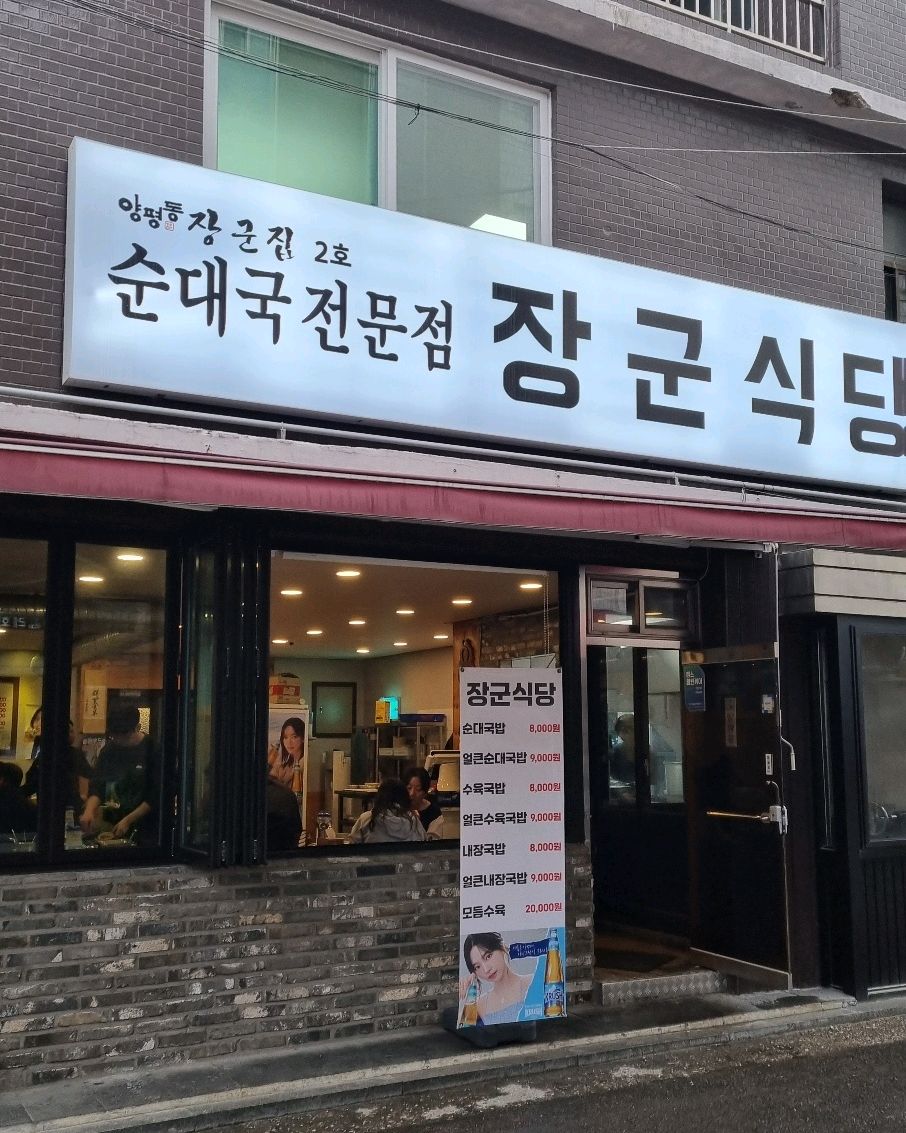 양평동 장군집 2호
순대국전문점 장군식당
장군식당
순대국밥 8,000원
얼큰순대국밥 9,000원
수육국밥 8,000원
얼큰수육국밥 9,000원
내장국밥 8,000원
얼큰내장국밥 9,000원
모듬수육 20,000원
KRUSH